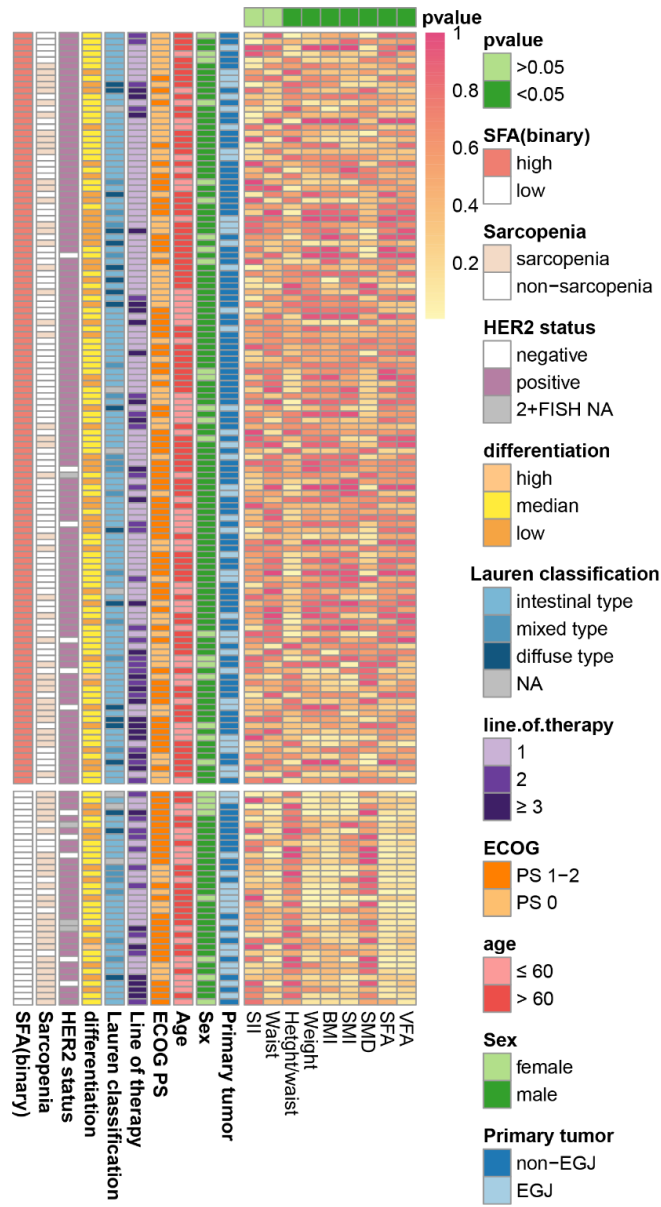 pvalue
1
0.8
0.6
0.4
0.2
pvalue
>0.05
<0.05
SFA(binary)
high
low
Sarcopenia
sarcopenia
non−sarcopenia
HER2 status
negative
positive
2+FISH NA
differentiation
high
median
low
Lauren classification
intestinal type
mixed type
diffuse type
NA
line.of.therapy
1
2
≥ 3
ECOG
PS 1−2
PS 0
age
≤ 60
> 60
Sex
female
male
Primary tumor
non−EGJ
EGJ
SFA(binary)
Sarcopenia
HER2 status
differentiation
Lauren classification
Line of therapy
ECOG PS
Age
Sex
Primary tumor
SII
Waist
Hetght/waist
Weight
BMI
SMI
SMD
SFA
VFA